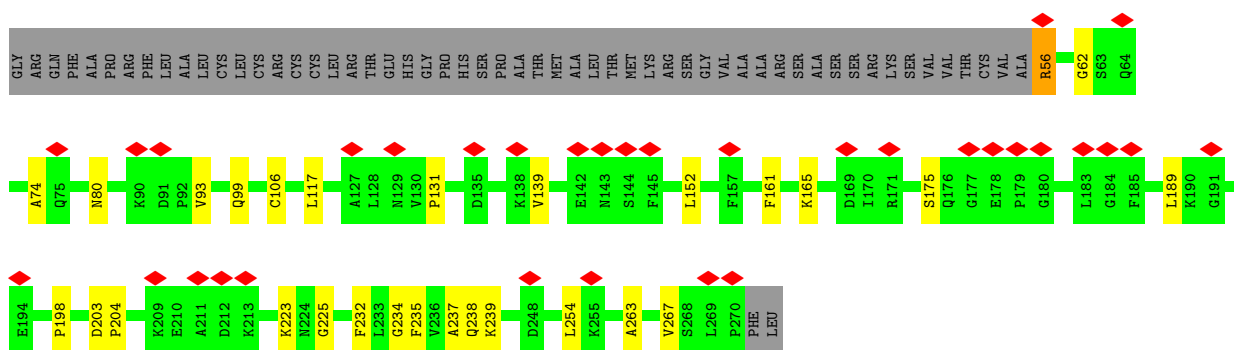 GLY ARG GLN PHE ALA PRO ARG PHE LEU ALA LEU CYS LEU CYS ARG CYS CYS LEU ARG THR GLU HIS GLY PRO HIS SER PRO ALA THR MET ALA LEU THR MET LYS ARG SER GLY VAL ALA ALA ARG SER ALA SER SER ARG LYS SER VAL VAL THR CYS VAL ALA R56 G62 S63 Q64
A74 Q75 N80 K90 D91 P92 V93 Q99 C106 L117 A127 L128 N129 V130 P131 D135 K138 V139 E142 N143 S144 F145 L152 F157 F161 K165 D169 I170 R171 S175 Q176 G177 E178 P179 G180 L183 G184 F185 L189 K190 G191
E194 P198 D203 P204 K209 E210 A211 D212 K213 K223 N224 G225 F232 L233 G234 F235 V236 A237 Q238 K239 D248 L254 K255 A263 V267 S268 L269 P270 PHE LEU